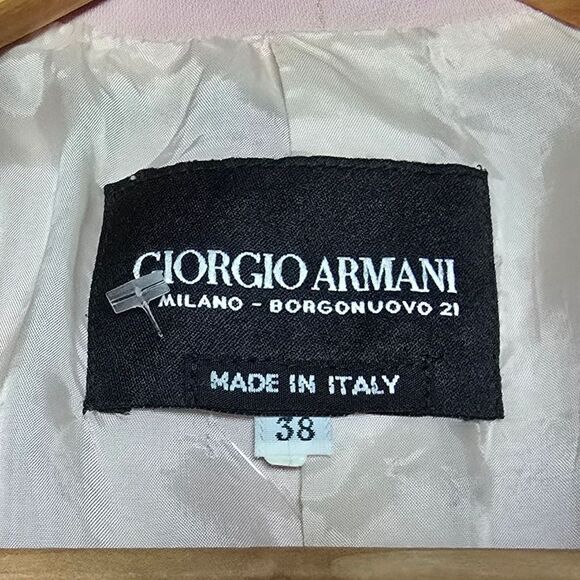 GIORGIO ARMANI
MILANO - BORGONUOVO 21
MADE IN ITALY
38